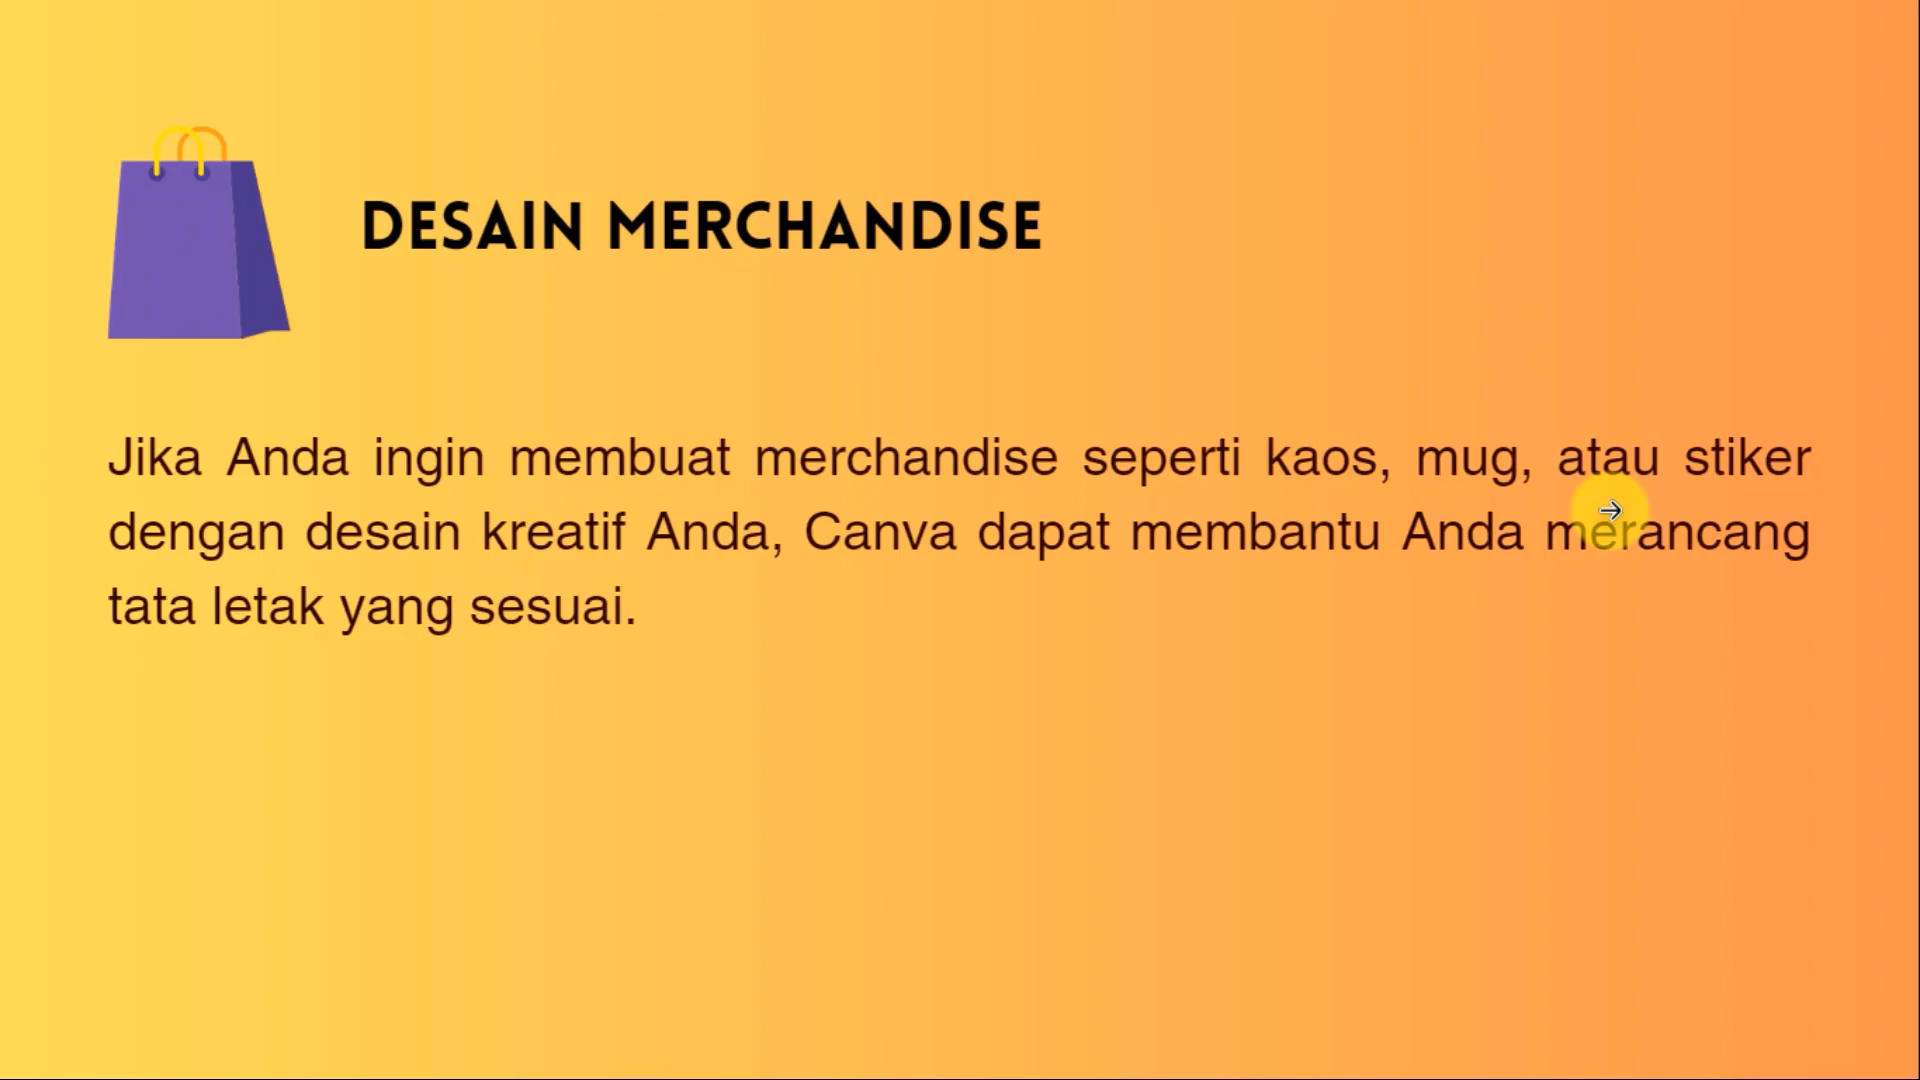 DESAIN MERCHANDISE
Jika Anda ingin membuat merchandise seperti kaos, mug, atau stiker
dengan desain kreatif Anda, Canva dapat membantu Anda merancang
tata letak yang sesuai.